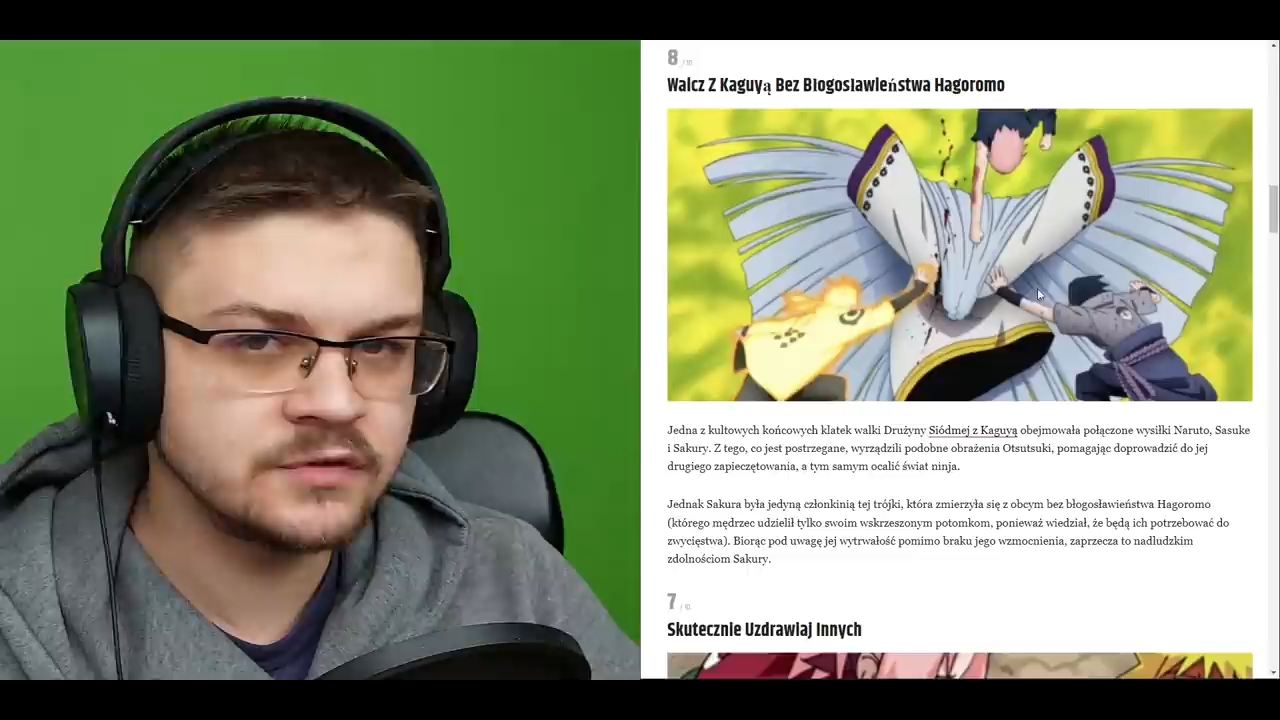 8 / 10
Walcz Z Kaguyą Bez Błogosławieństwa Hagoromo
Jedna z kultowych końcowych klatek walki Drużyny Siódmej z Kaguyą obejmowała połączone wysiłki Naruto, Sasuke
i Sakury. Z tego, co jest postrzegane, wyrządzili podobne obrażenia Otsutsuki, pomagając doprowadzić do jej
drugiego zapieczętowania, a tym samym ocalić świat ninja.
Jednak Sakura była jedyną członkinią tej trójki, która zmierzyła się z obcym bez błogosławieństwa Hagoromo
(którego mędrzec udzielił tylko swoim wskrzeszonym potomkom, ponieważ wiedział, że będą ich potrzebować do
zwycięstwa). Biorąc pod uwagę jej wytrwałość pomimo braku jego wzmocnienia, zaprzecza to nadludzkim
zdolnościom Sakury.
7 / 10
Skutecznie Uzdrawiaj Innych